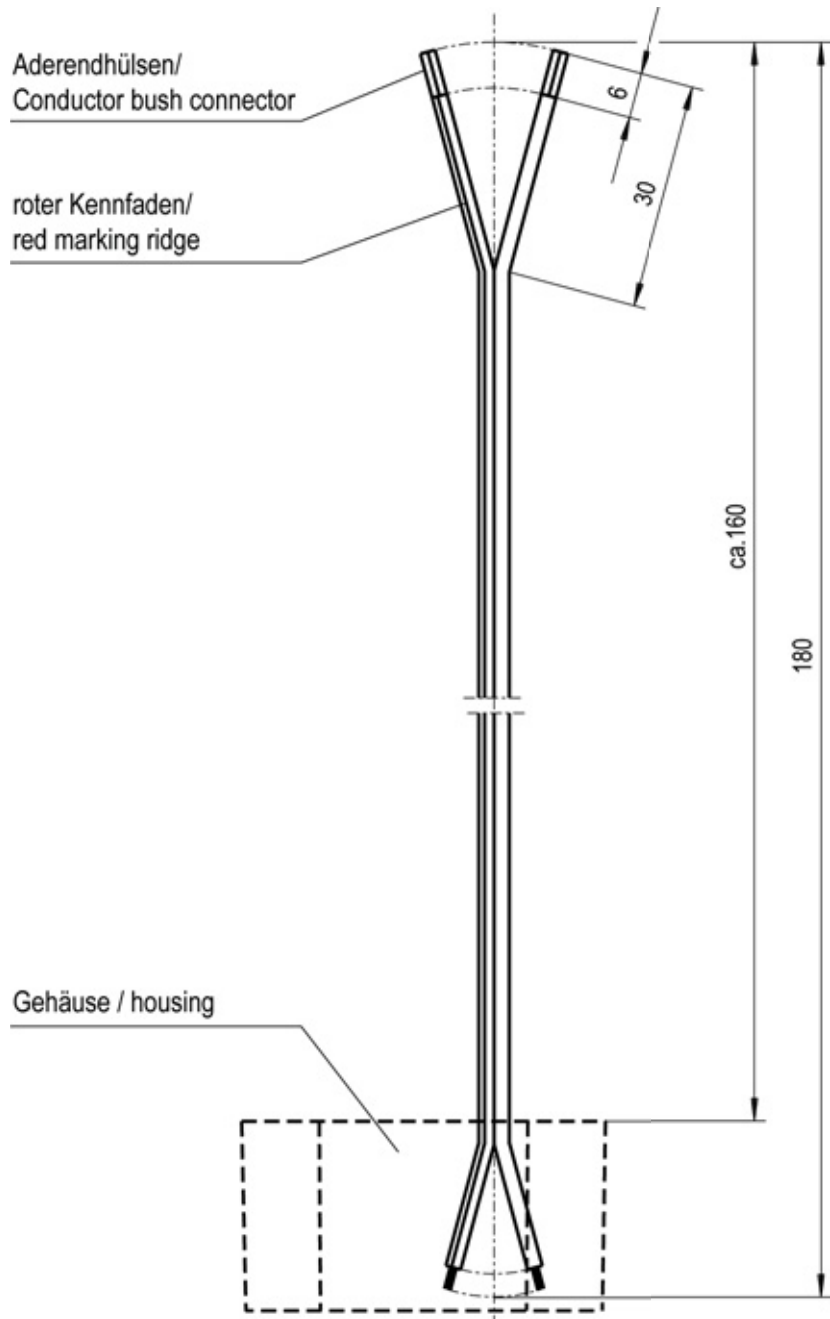 Aderendhülsen/
Conductor bush connector
6
30
roter Kennfaden/
red marking ridge
ca.160
180
Gehäuse / housing